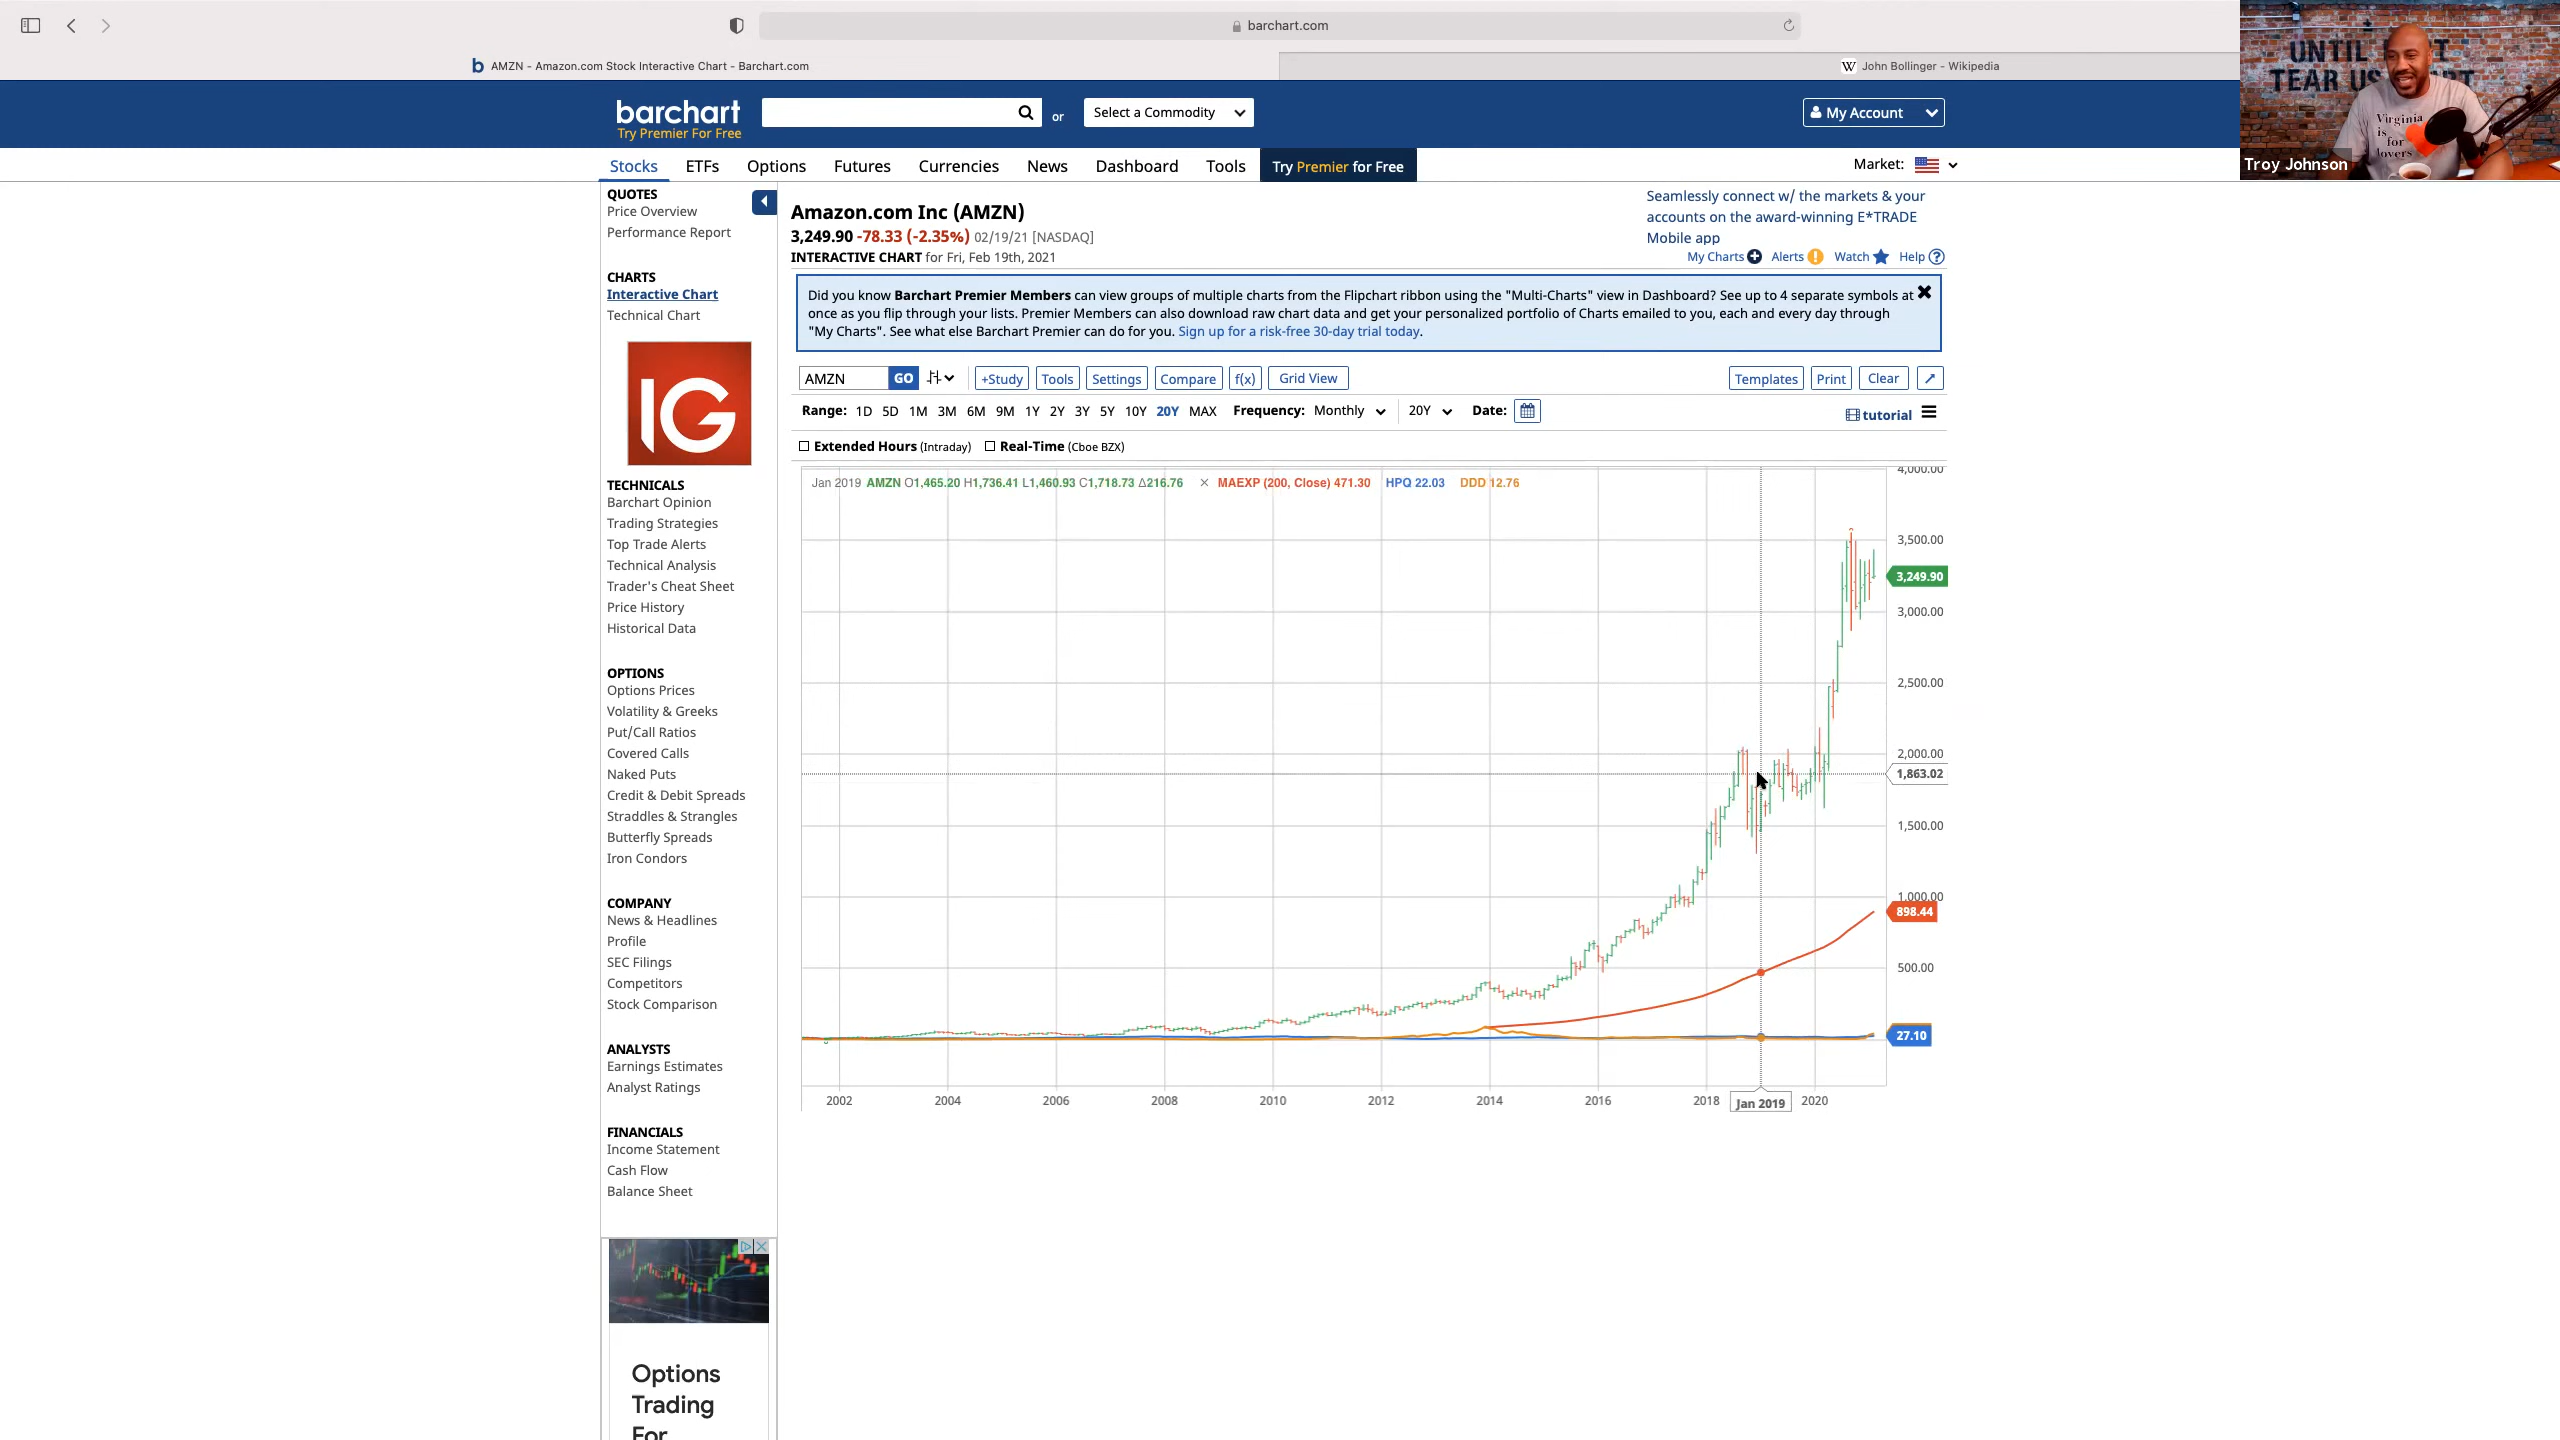 barchart.com
AMZN - Amazon.com Stock Interactive Chart - Barchart.com
W John Bollinger - Wikipedia
UNTIL
TEAR US
Virginia
is
for
lovers
Troy Johnson
barchart
Try Premier For Free
or
Select a Commodity
My Account
Stocks ETFs Options Futures Currencies News Dashboard Tools Try Premier for Free
Market:
QUOTES
Price Overview
Performance Report
CHARTS
Interactive Chart
Technical Chart
IG
TECHNICALS
Barchart Opinion
Trading Strategies
Top Trade Alerts
Technical Analysis
Trader's Cheat Sheet
Price History
Historical Data
OPTIONS
Options Prices
Volatility & Greeks
Put/Call Ratios
Covered Calls
Naked Puts
Credit & Debit Spreads
Straddles & Strangles
Butterfly Spreads
Iron Condors
COMPANY
News & Headlines
Profile
SEC Filings
Competitors
Stock Comparison
ANALYSTS
Earnings Estimates
Analyst Ratings
FINANCIALS
Income Statement
Cash Flow
Balance Sheet
Options
Trading
For
Amazon.com Inc (AMZN)
3,249.90 -78.33 (-2.35%) 02/19/21 [NASDAQ]
INTERACTIVE CHART for Fri, Feb 19th, 2021
Seamlessly connect w/ the markets & your
accounts on the award-winning E*TRADE
Mobile app
My Charts Alerts Watch Help
Did you know Barchart Premier Members can view groups of multiple charts from the Flipchart ribbon using the "Multi-Charts" view in Dashboard? See up to 4 separate symbols at
once as you flip through your lists. Premier Members can also download raw chart data and get your personalized portfolio of Charts emailed to you, each and every day through
"My Charts". See what else Barchart Premier can do for you. Sign up for a risk-free 30-day trial today.
AMZN GO +Study Tools Settings Compare f(x) Grid View Templates Print Clear
Range: 1D 5D 1M 3M 6M 9M 1Y 2Y 3Y 5Y 10Y 20Y MAX Frequency: Monthly 20Y Date: tutorial
Extended Hours (Intraday) Real-Time (Cboe BZX)
Jan 2019 AMZN O1,465.20 H1,736.41 L1,460.93 C1,718.73 Δ216.76 × MAEXP (200, Close) 471.30 HPQ 22.03 DDD 12.76
4,000.00
3,500.00
3,249.90
3,000.00
2,500.00
2,000.00
1,863.02
1,500.00
1,000.00
898.44
500.00
27.10
2002 2004 2006 2008 2010 2012 2014 2016 2018 Jan 2019 2020